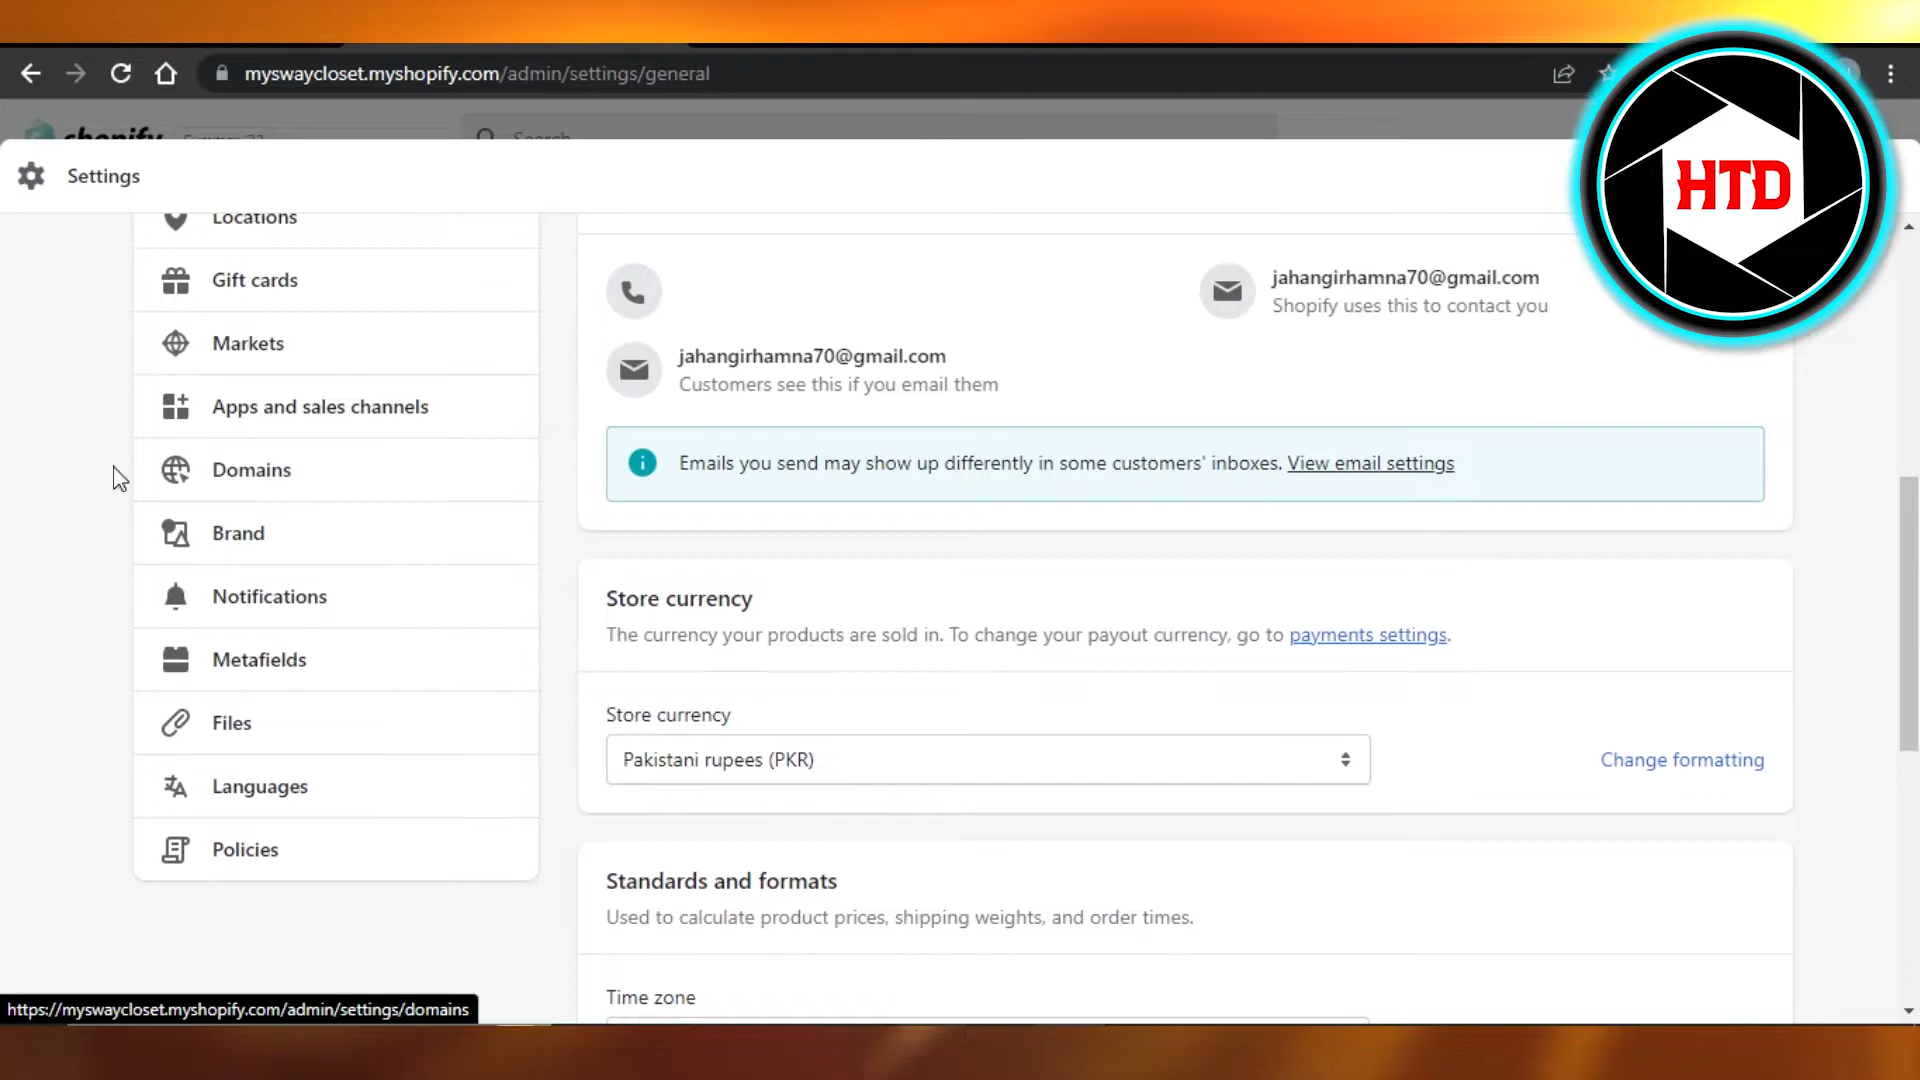 myswaycloset.myshopify.com/admin/settings/general
shopify
Summer '22
Search
HTD
Settings
Locations
Gift cards
Markets
Apps and sales channels
Domains
Brand
Notifications
Metafields
Files
Languages
Policies
jahangirhamna70@gmail.com
Shopify uses this to contact you
jahangirhamna70@gmail.com
Customers see this if you email them
Emails you send may show up differently in some customers' inboxes. View email settings
Store currency
The currency your products are sold in. To change your payout currency, go to payments settings.
Store currency
Pakistani rupees (PKR)
Change formatting
Standards and formats
Used to calculate product prices, shipping weights, and order times.
Time zone
https://myswaycloset.myshopify.com/admin/settings/domains